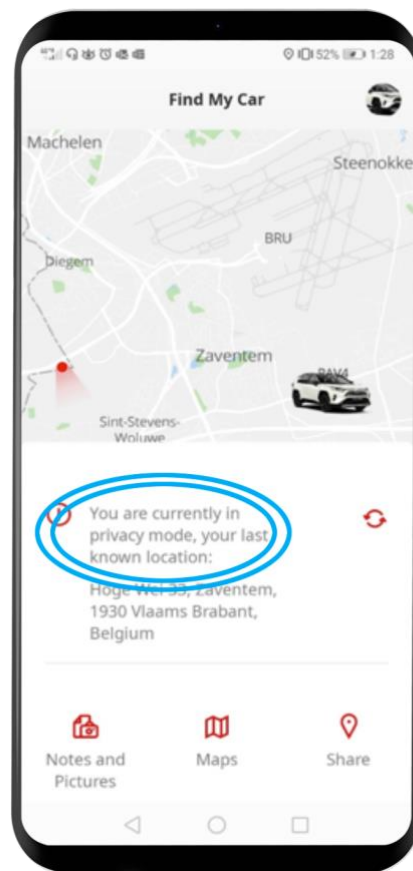 52% 1:28
Find My Car
Machelen
Steenokke
BRU
Diegem
Zaventem
RAV4
Sint-Stevens-
Woluwe
You are currently in
privacy mode, your last
known location:
Hoge Wei 33, Zaventem,
1930 Vlaams Brabant,
Belgium
Notes and
Pictures
Maps
Share